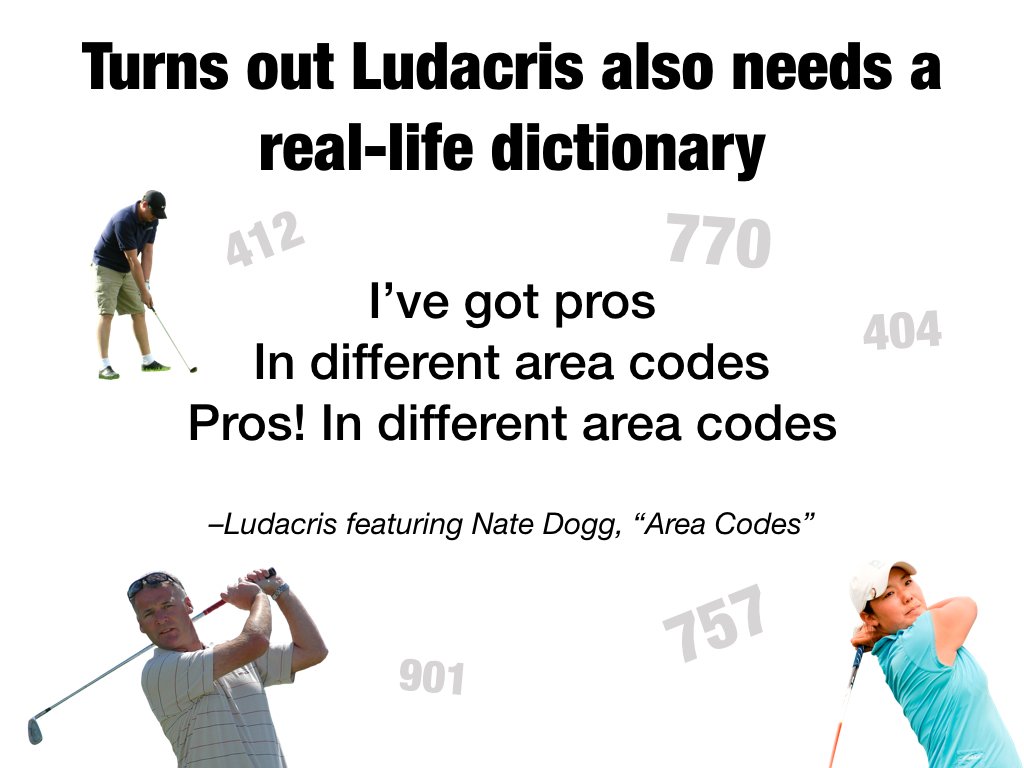 Turns out Ludacris also needs a
real-life dictionary
412
770
I’ve got pros
404
In different area codes
Pros! In different area codes
–Ludacris featuring Nate Dogg, “Area Codes”
757
901